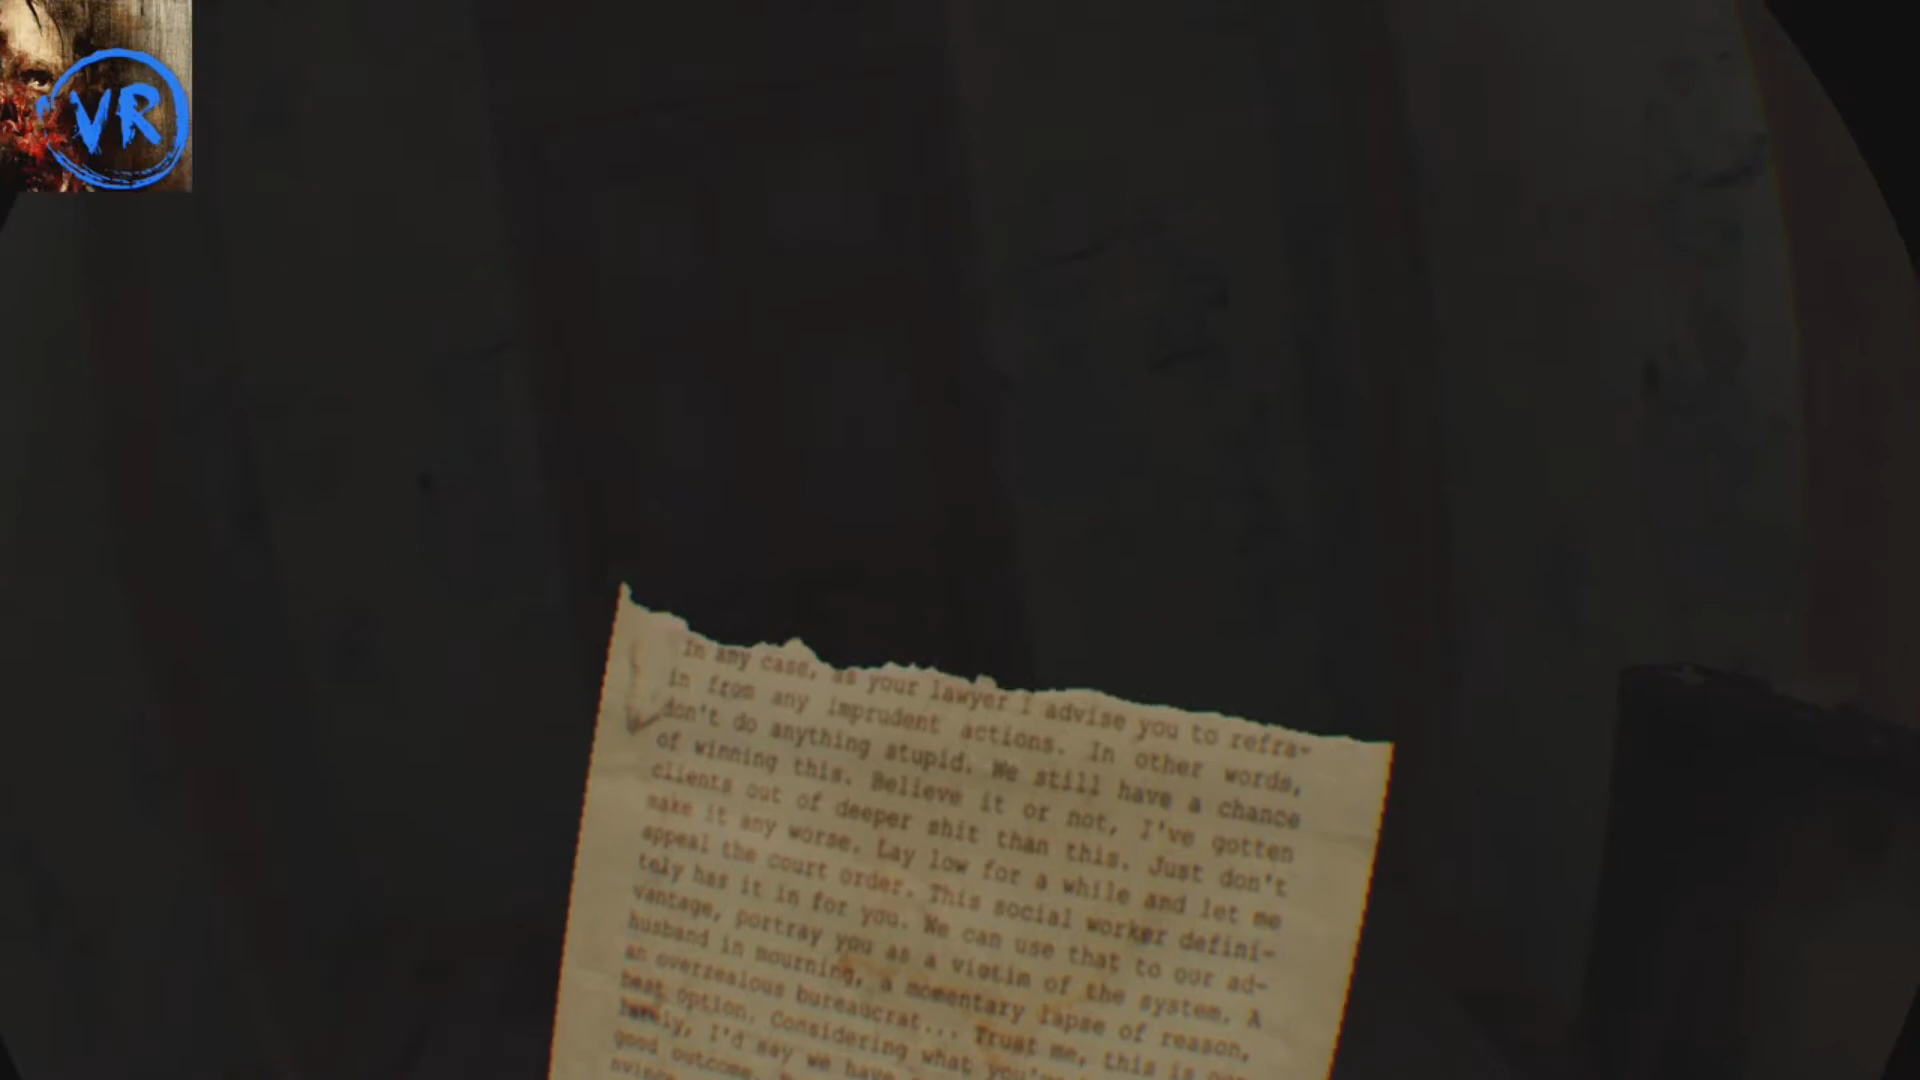 VR
In any case, as your lawyer I advise you to refra-
in from any imprudent actions. In other words,
don't do anything stupid. We still have a chance
of winning this. Believe it or not, I've gotten
clients out of deeper shit than this. Just don't
make it any worse. Lay low for a while and let me
appeal the court order. This social worker defini-
tely has it in for you. We can use that to our ad-
vantage, portray you as a victim of the system. A
husband in mourning, a momentary lapse of reason,
an overzealous bureaucrat... Trust me, this is our
best option. Considering what
lately, I'd say we have
good outcome.